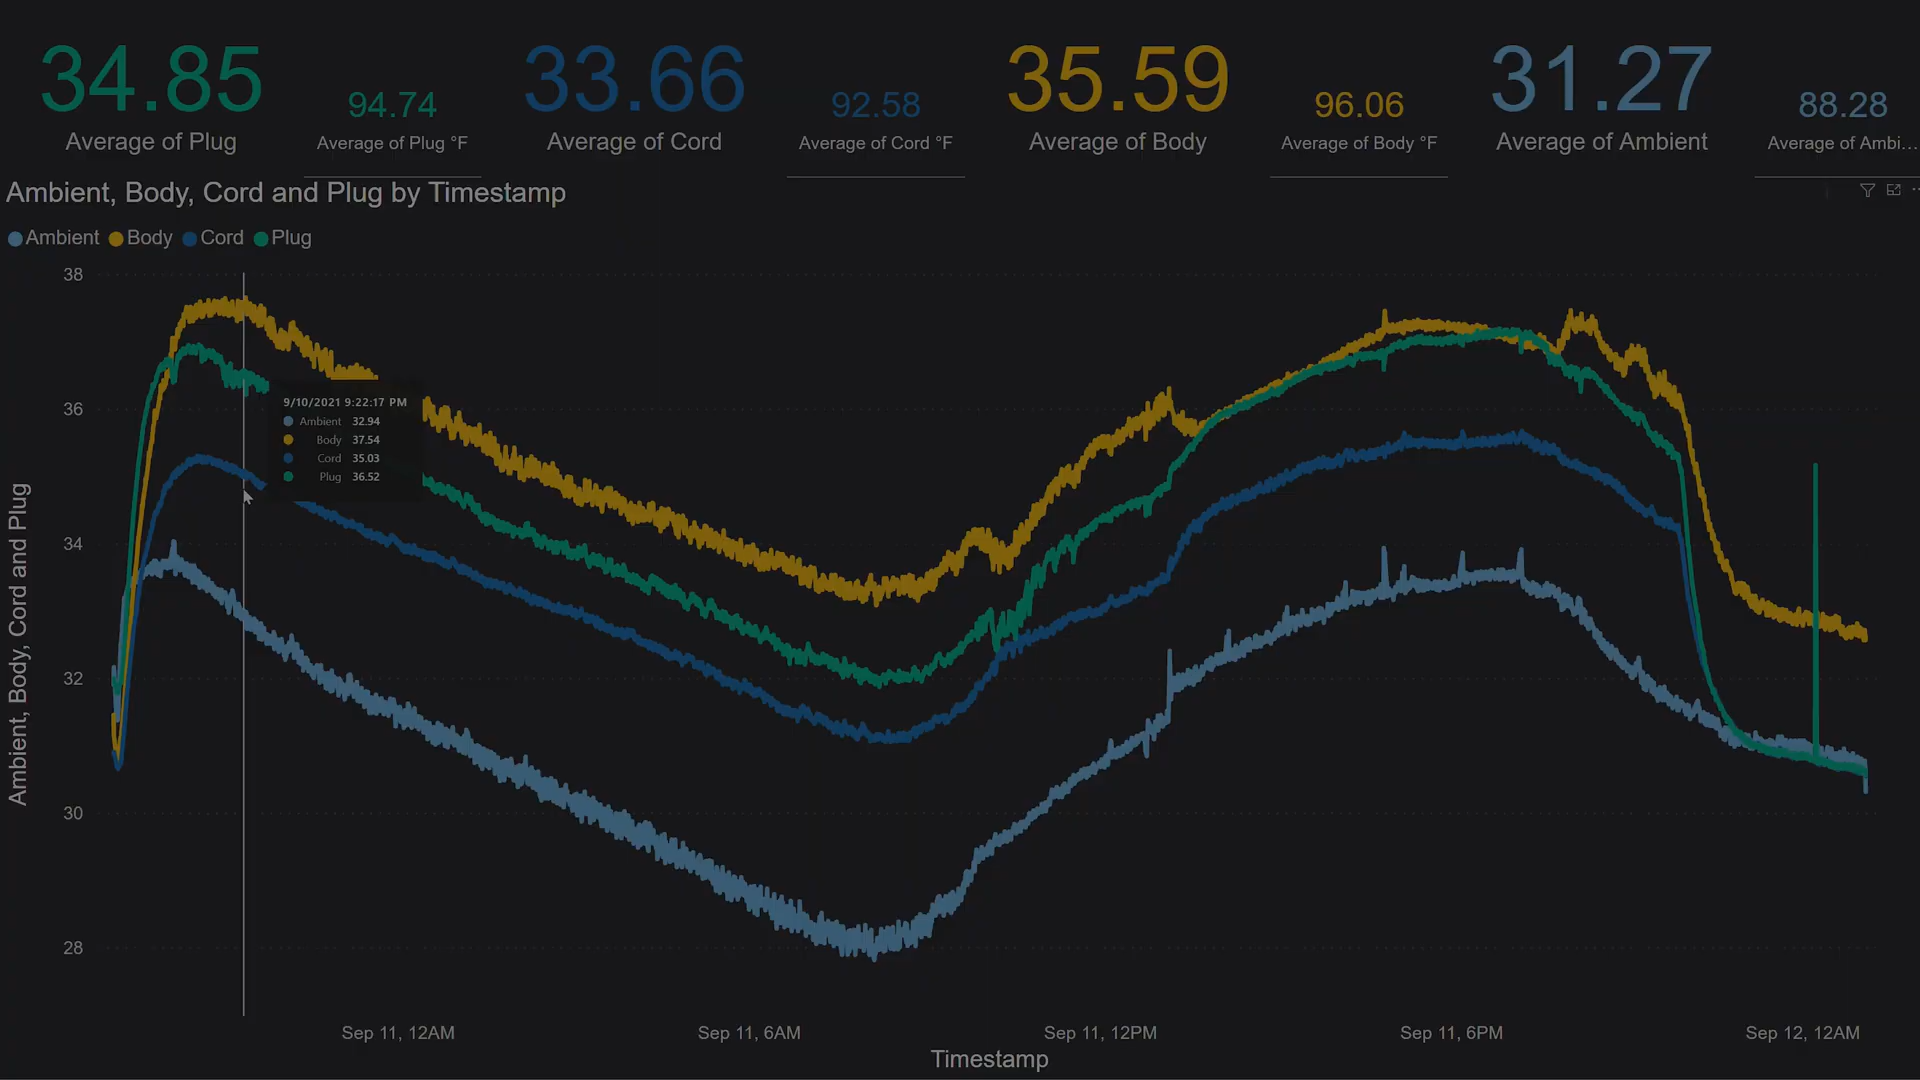 34.85
94.74
33.66
92.58
35.59
96.06
31.27
88.28
Average of Plug
Average of Plug °F
Average of Cord
Average of Cord °F
Average of Body
Average of Body °F
Average of Ambient
Average of Ambi...
Ambient, Body, Cord and Plug by Timestamp
Ambient Body Cord Plug
38
36
34
32
30
28
Ambient, Body, Cord and Plug
9/10/2021 9:22:17 PM
Ambient 32.94
Body 37.54
Cord 35.03
Plug 36.52
Sep 11, 12AM
Sep 11, 6AM
Sep 11, 12PM
Sep 11, 6PM
Sep 12, 12AM
Timestamp